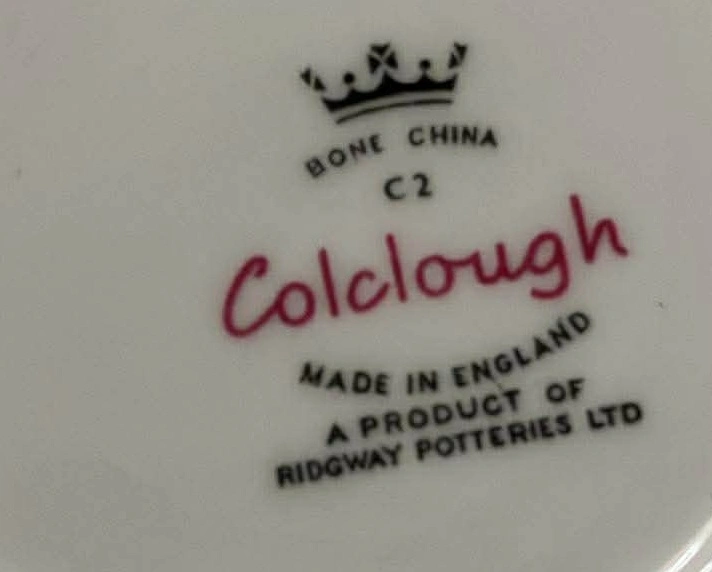 BONE CHINA
C2
Colclough
MADE IN ENGLAND
A PRODUCT OF
RIDGWAY POTTERIES LTD